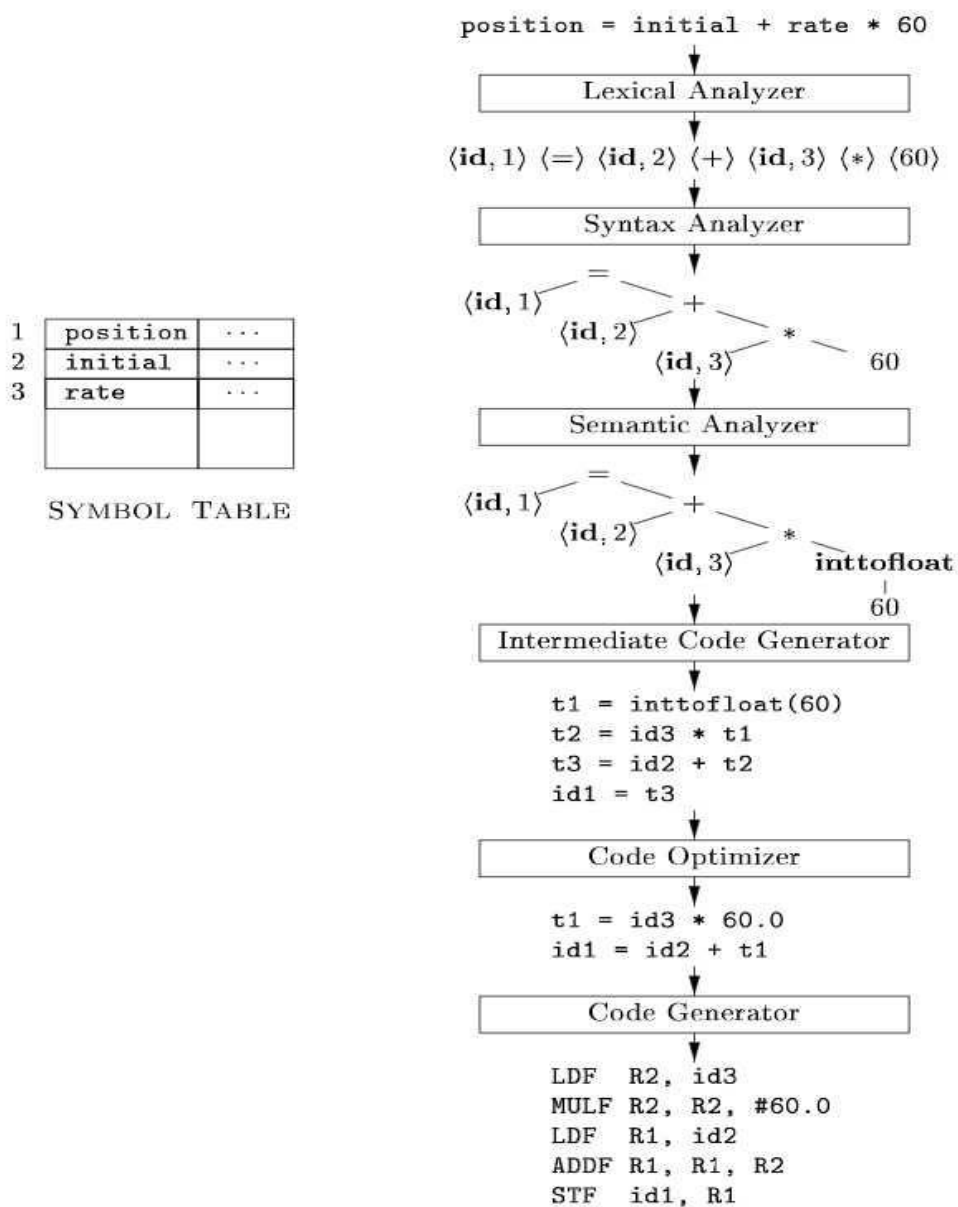 position = initial + rate * 60
Lexical Analyzer
⟨id, 1⟩ ⟨=⟩ ⟨id, 2⟩ ⟨+⟩ ⟨id, 3⟩ ⟨*⟩ ⟨60⟩
Syntax Analyzer
=
⟨id, 1⟩ +
⟨id, 2⟩ *
⟨id, 3⟩ 60
1 position ...
2 initial ...
3 rate ...
SYMBOL TABLE
Semantic Analyzer
=
⟨id, 1⟩ +
⟨id, 2⟩ *
⟨id, 3⟩ inttofloat
60
Intermediate Code Generator
t1 = inttofloat(60)
t2 = id3 * t1
t3 = id2 + t2
id1 = t3
Code Optimizer
t1 = id3 * 60.0
id1 = id2 + t1
Code Generator
LDF R2, id3
MULF R2, R2, #60.0
LDF R1, id2
ADDF R1, R1, R2
STF id1, R1